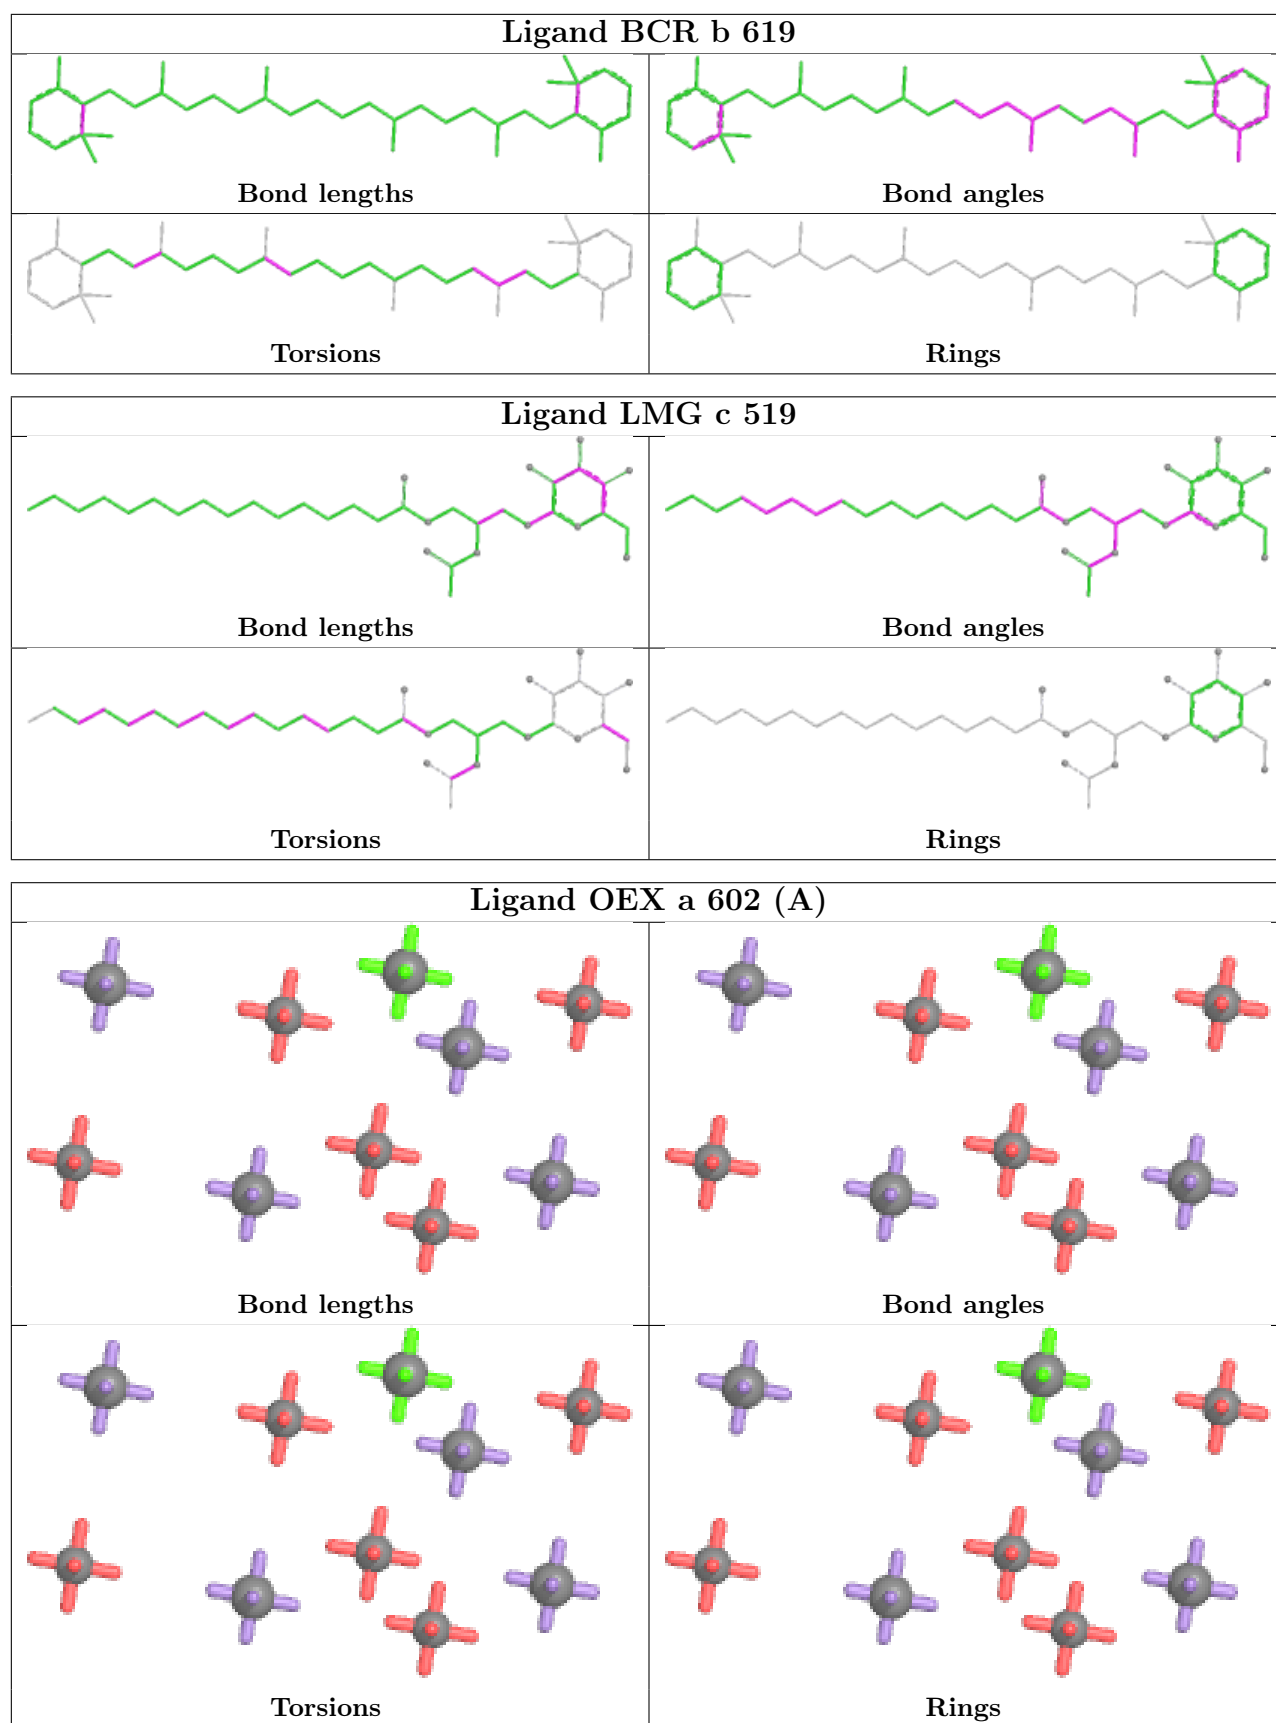 Ligand BCR b 619
Bond lengths
Bond angles
Torsions
Rings
Ligand LMG c 519
Bond lengths
Bond angles
Torsions
Rings
Ligand OEX a 602 (A)
Bond lengths
Bond angles
Torsions
Rings